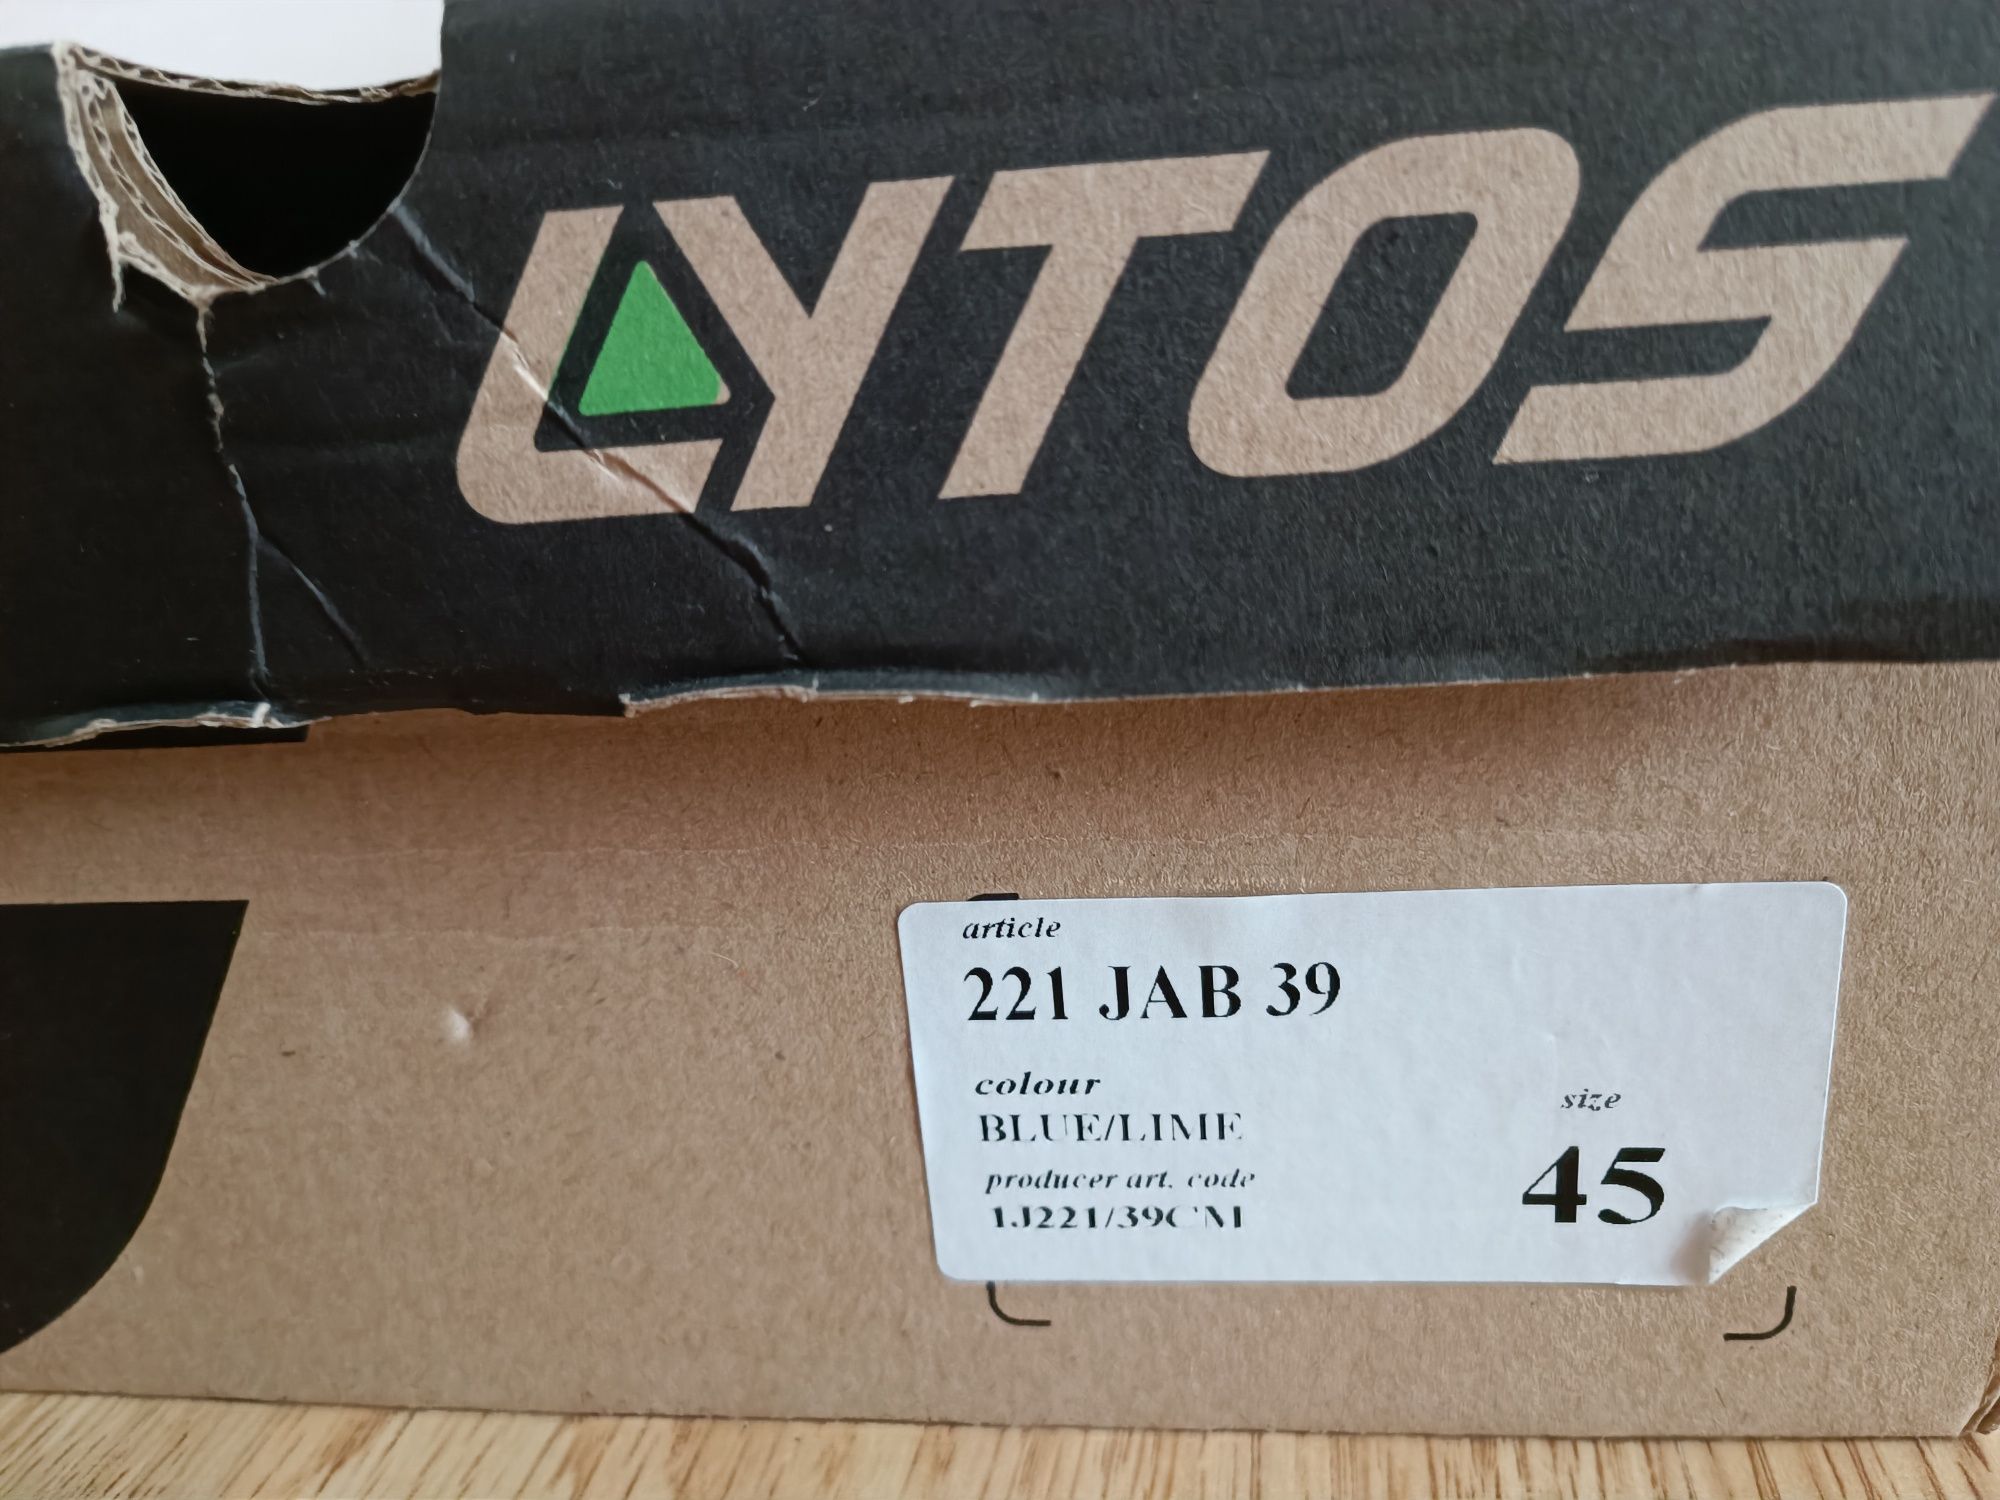 LYTOS
article
221 JAB 39
colour
BLUE/LIME
size
producer art. code
45
1J221/39CM